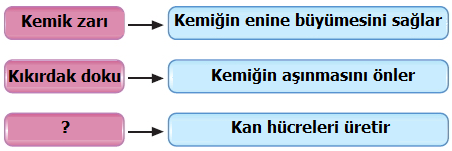 Kemik zarı
Kemiğin enine büyümesini sağlar
Kıkırdak doku
Kemiğin aşınmasını önler
?
Kan hücreleri üretir